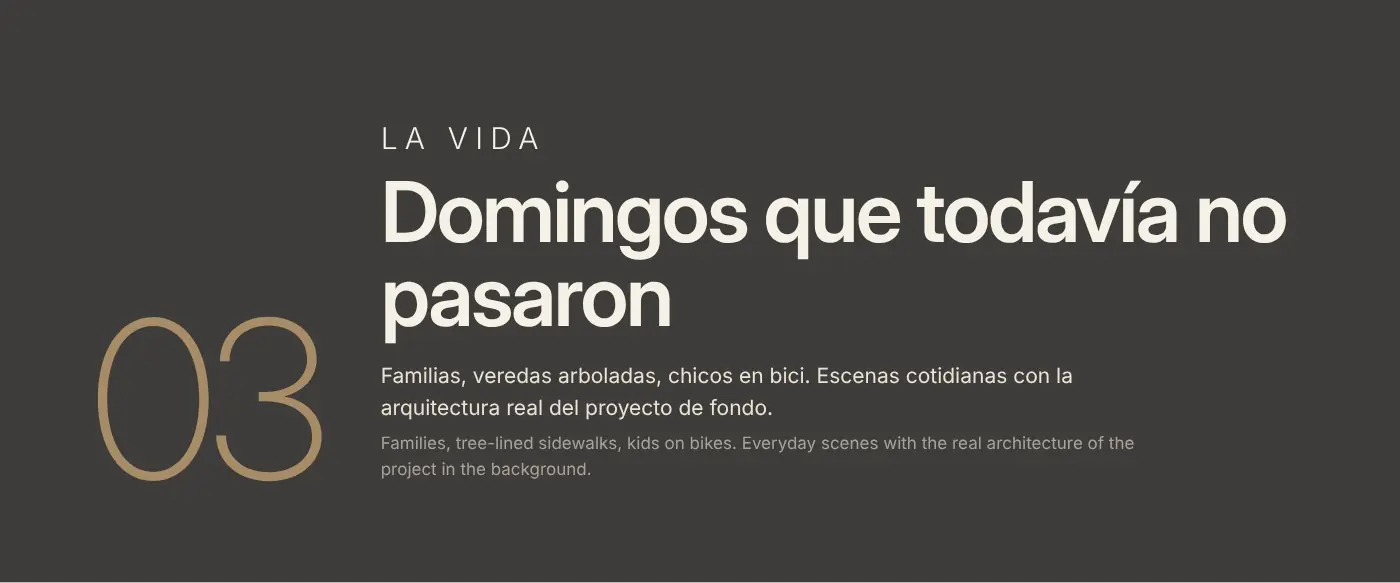 LA VIDA
Domingos que todavía no
pasaron
03
Familias, veredas arboladas, chicos en bici. Escenas cotidianas con la
arquitectura real del proyecto de fondo.
Families, tree-lined sidewalks, kids on bikes. Everyday scenes with the real architecture of the
project in the background.